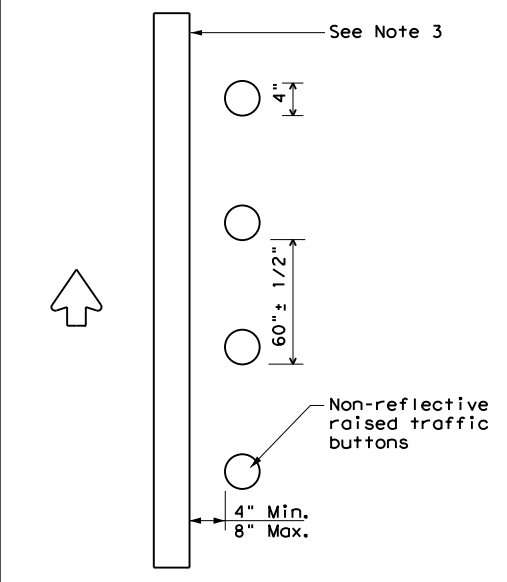 See Note 3
4"
60"± 1/2"
Non-reflective
raised traffic
buttons
4" Min.
8" Max.